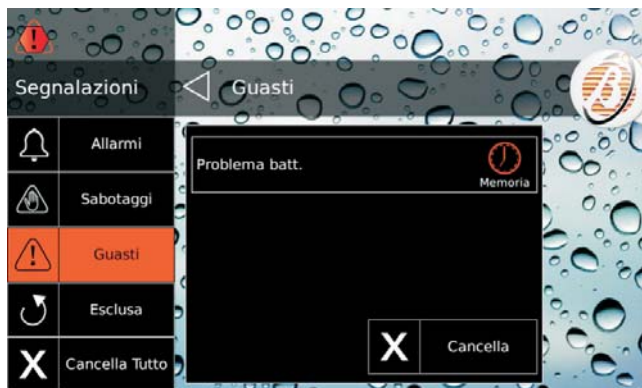 Segnalazioni
Guasti
Allarmi
Sabotaggi
Guasti
Esclusa
X Cancella Tutto
Problema batt.
Memoria
X Cancella